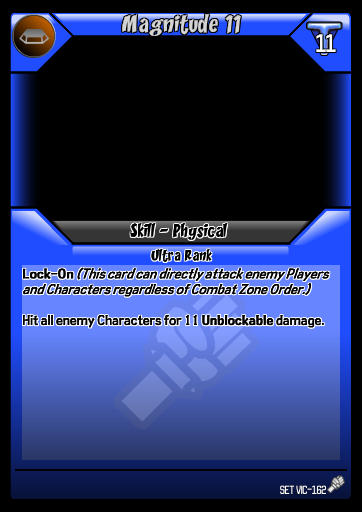 Magnitude 11
11
Skill - Physical
Ultra Rank
Lock-On (This card can directly attack enemy Players
and Characters regardless of Combat Zone Order.)
Hit all enemy Characters for 11 Unblockable damage.
SET VIC-162